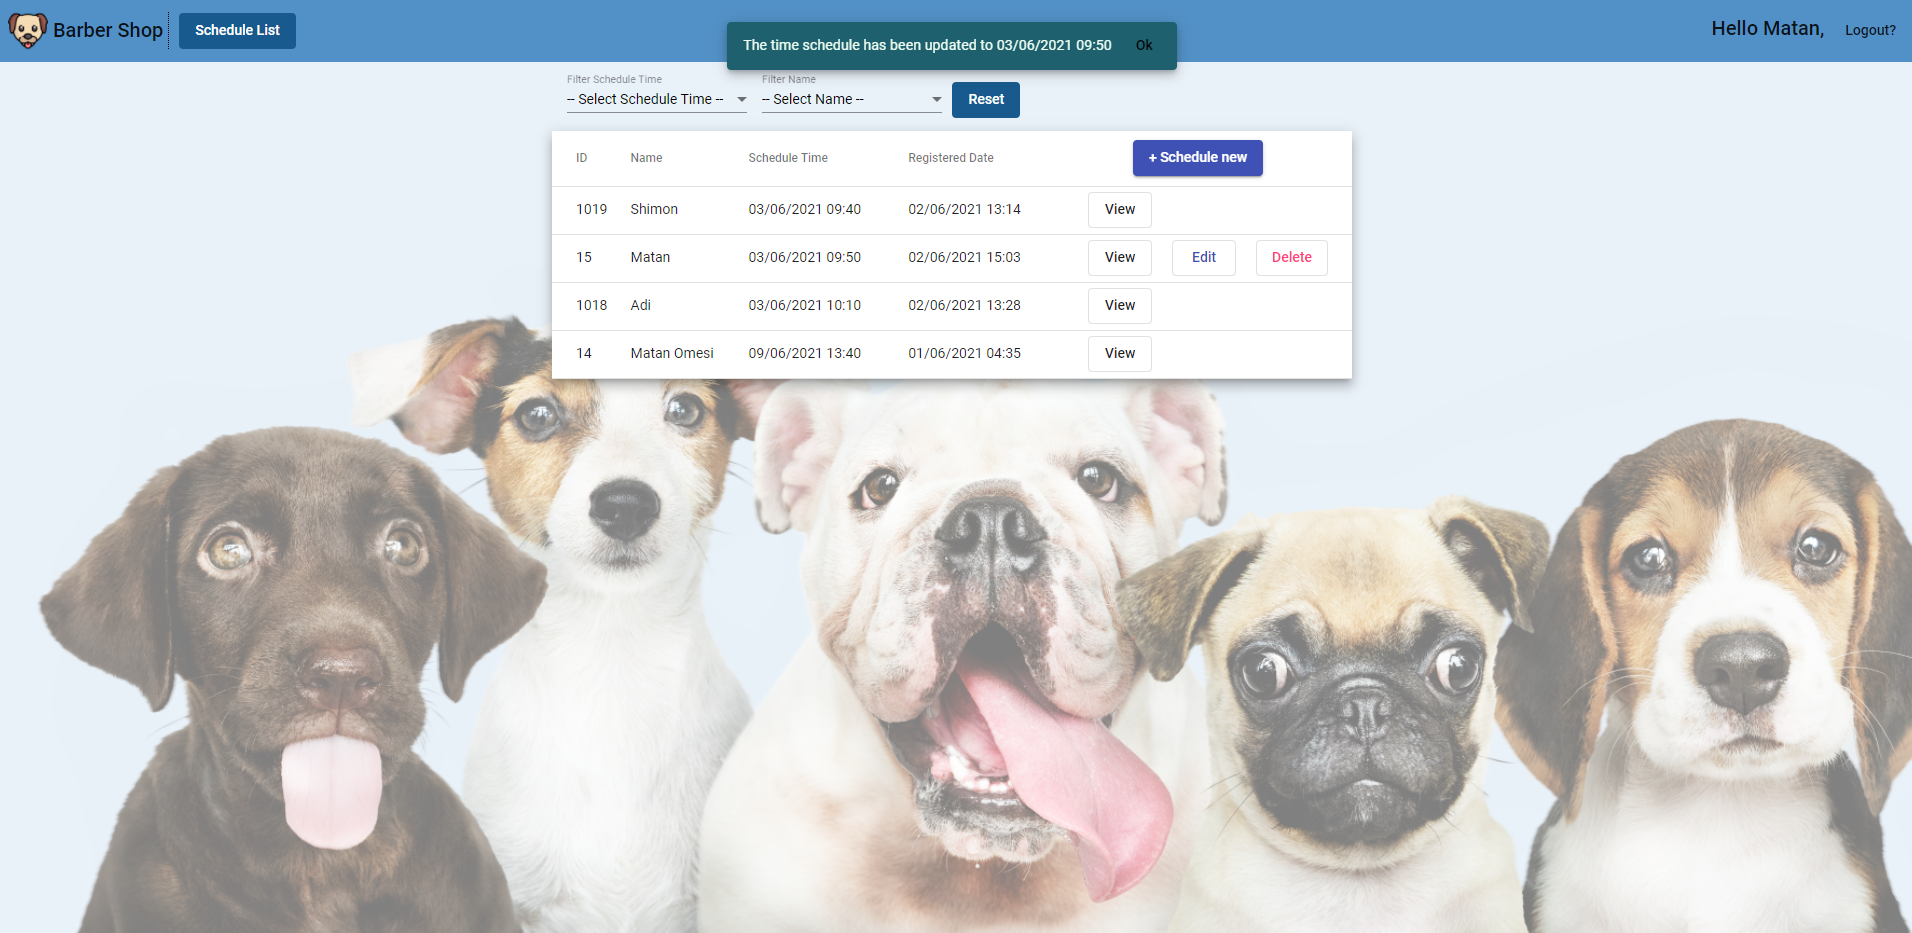 Barber Shop
Schedule List
The time schedule has been updated to 03/06/2021 09:50 Ok
Hello Matan, Logout?
Filter Schedule Time Filter Name
-- Select Schedule Time -- -- Select Name -- Reset
ID Name Schedule Time Registered Date + Schedule new
1019 Shimon 03/06/2021 09:40 02/06/2021 13:14 View
15 Matan 03/06/2021 09:50 02/06/2021 15:03 View Edit Delete
1018 Adi 03/06/2021 10:10 02/06/2021 13:28 View
14 Matan Omesi 09/06/2021 13:40 01/06/2021 04:35 View